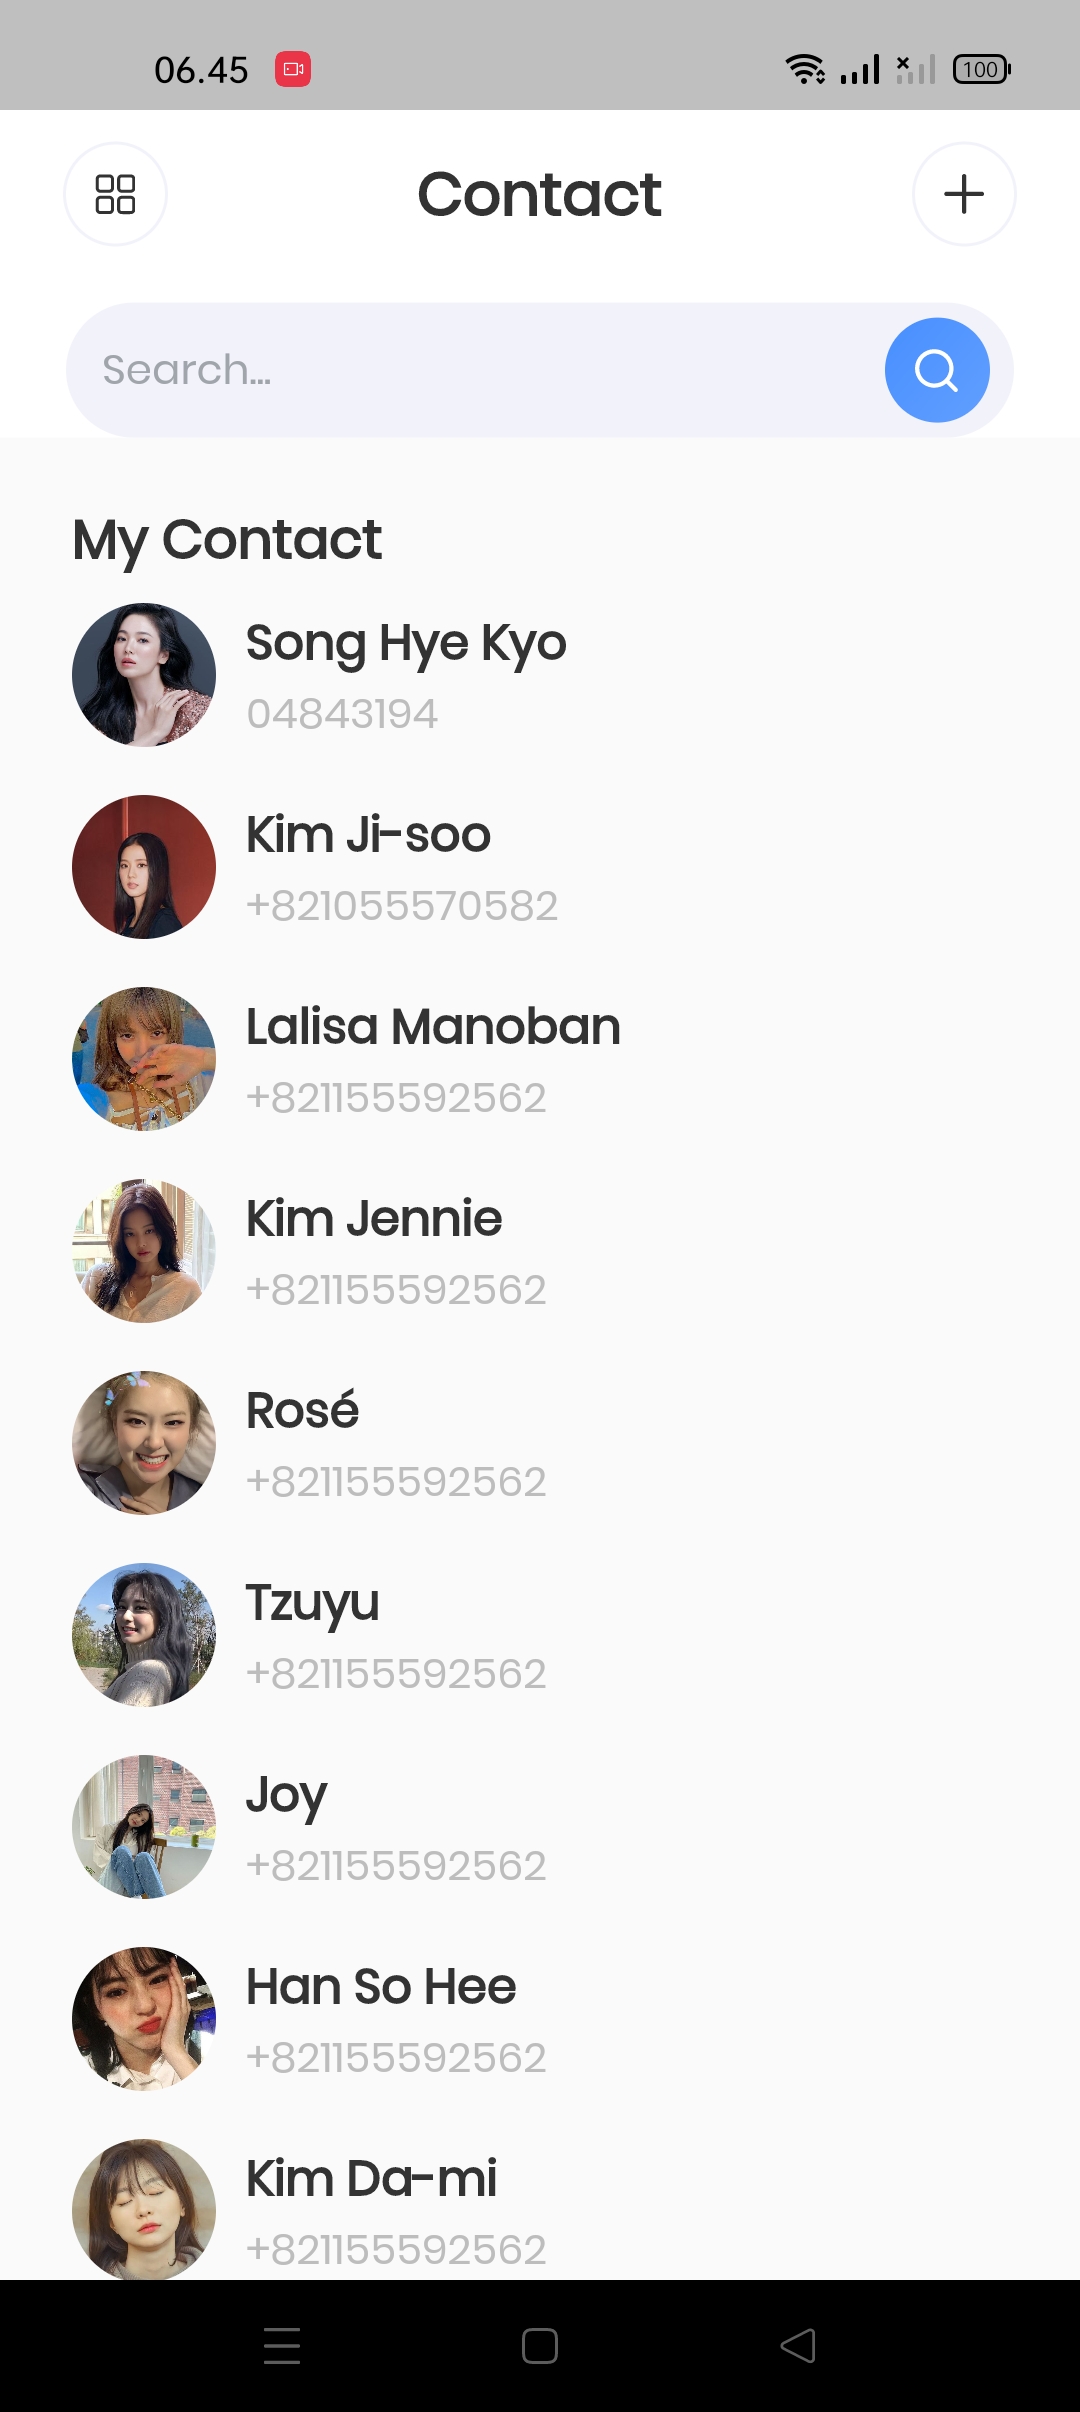 06.45
100
Contact
Search...
My Contact
Song Hye Kyo
04843194
Kim Ji-soo
+821055570582
Lalisa Manoban
+821155592562
Kim Jennie
+821155592562
Rosé
+821155592562
Tzuyu
+821155592562
Joy
+821155592562
Han So Hee
+821155592562
Kim Da-mi
+821155592562